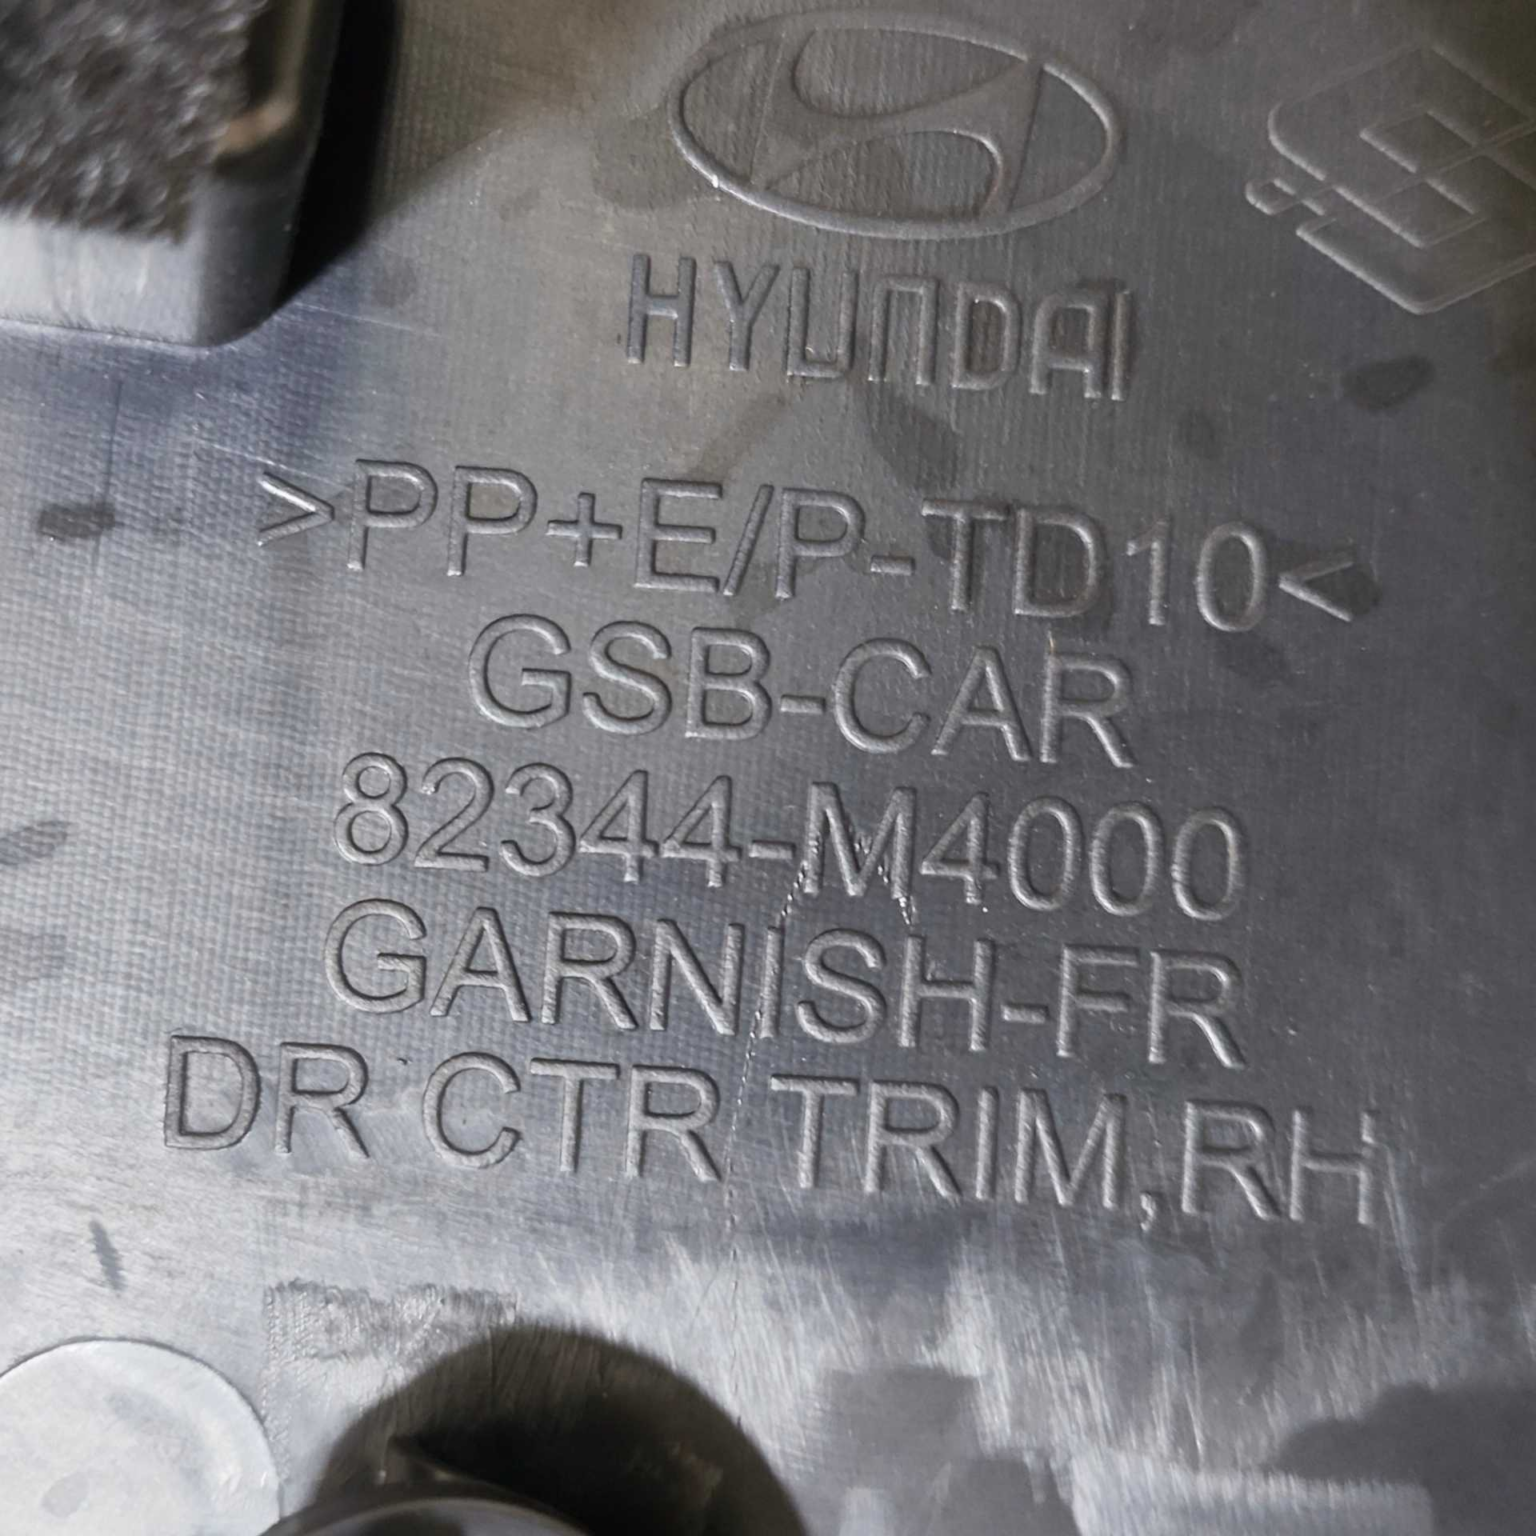 HYUNDAI
>PP+E/P-TD10<
GSB-CAR
82344-M4000
GARNISH-FR
DR CTR TRIM,RH